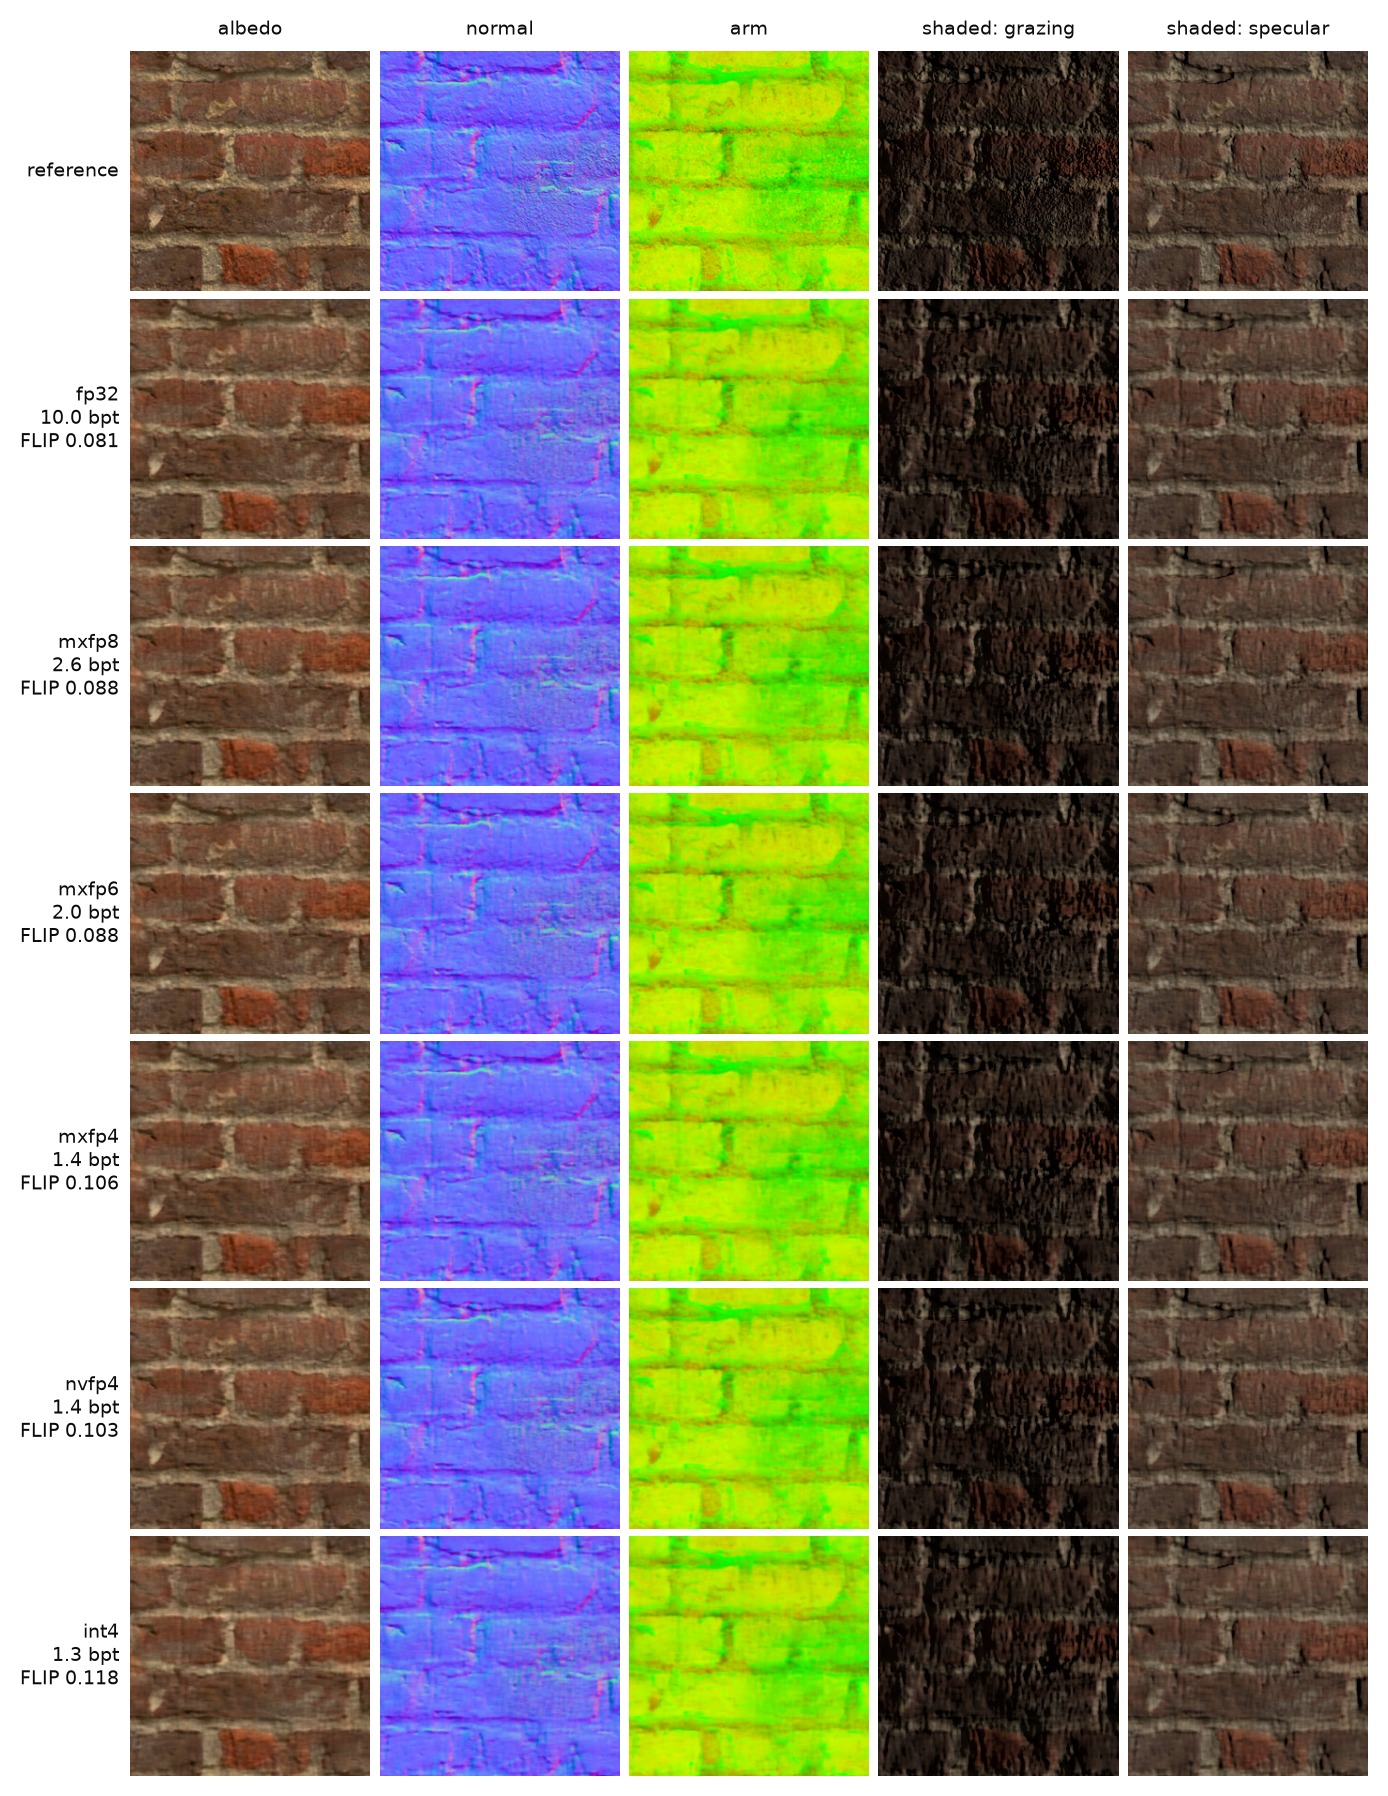 albedo
normal
arm
shaded: grazing
shaded: specular
reference
fp32
10.0 bpt
FLIP 0.081
mxfp8
2.6 bpt
FLIP 0.088
mxfp6
2.0 bpt
FLIP 0.088
mxfp4
1.4 bpt
FLIP 0.106
nvfp4
1.4 bpt
FLIP 0.103
int4
1.3 bpt
FLIP 0.118